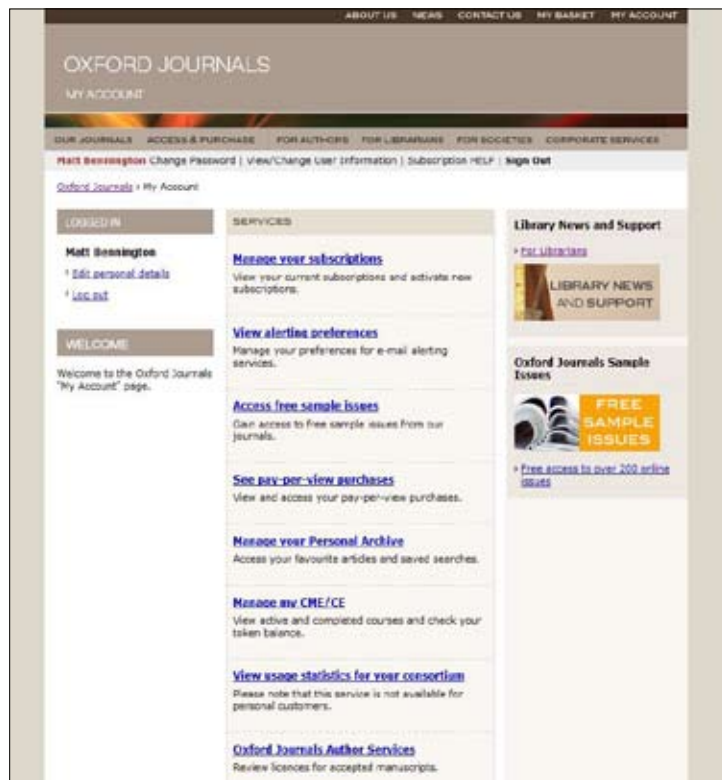 ABOUT US NEWS CONTACT US MY BASKET MY ACCOUNT
OXFORD JOURNALS
MY ACCOUNT
OUR JOURNALS ACCESS & PURCHASE FOR AUTHORS FOR LIBRARIANS FOR SOCIETIES CORPORATE SERVICES
Matt Bennington Change Password | View/Change User Information | Subscription HELP | Sign Out
Oxford Journals › My Account
LOGGED IN
Matt Bennington
Edit personal details
Log out
WELCOME
Welcome to the Oxford Journals
"My Account" page.
SERVICES
Manage your subscriptions
View your current subscriptions and activate new
subscriptions.
View alerting preferences
Manage your preferences for e-mail alerting
services.
Access free sample issues
Gain access to free sample issues from our
journals.
See pay-per-view purchases
View and access your pay-per-view purchases.
Manage your Personal Archive
Access your favourite articles and saved searches.
Manage my CME/CE
View active and completed courses and check your
token balance.
View usage statistics for your consortium
Please note that this service is not available for
personal customers.
Oxford Journals Author Services
Review licences for accepted manuscripts.
Library News and Support
For Librarians
LIBRARY NEWS
AND SUPPORT
Oxford Journals Sample
Issues
FREE
SAMPLE
ISSUES
Free access to over 200 online
issues